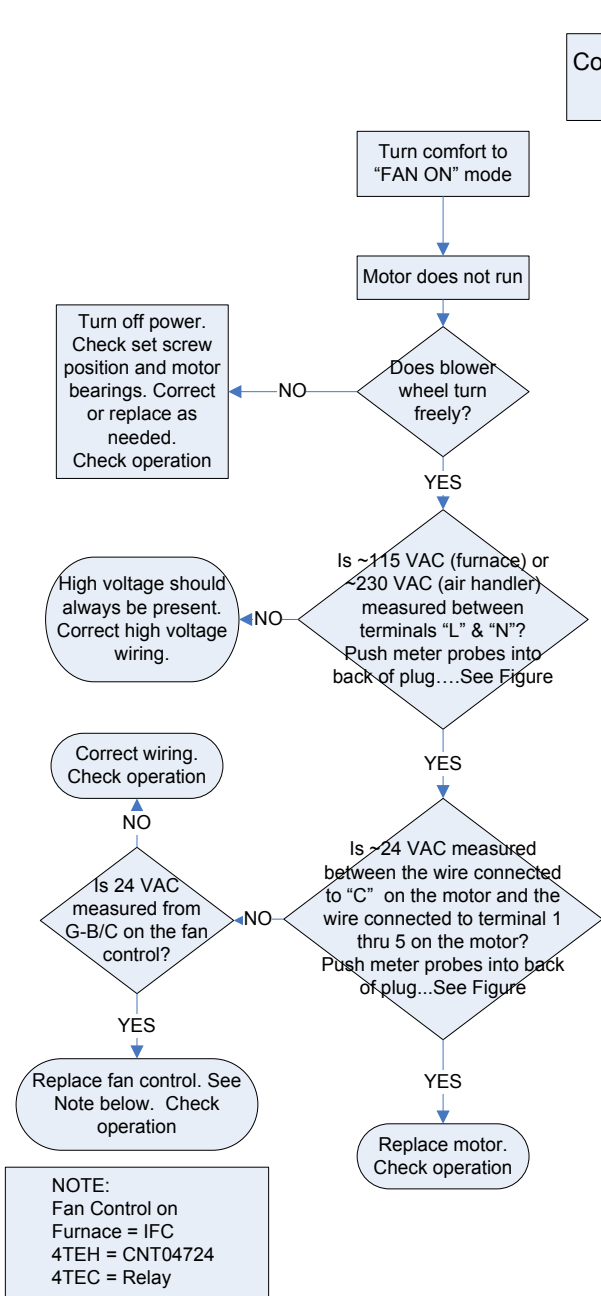 Co
Turn comfort to
“FAN ON” mode
Motor does not run
Does blower
wheel turn
freely?
NO
Turn off power.
Check set screw
position and motor
bearings. Correct
or replace as
needed.
Check operation
YES
Is ~115 VAC (furnace) or
~230 VAC (air handler)
measured between
terminals “L” & “N”?
Push meter probes into
back of plug….See Figure
NO
High voltage should
always be present.
Correct high voltage
wiring.
YES
Is ~24 VAC measured
between the wire connected
to “C” on the motor and the
wire connected to terminal 1
thru 5 on the motor?
Push meter probes into back
of plug...See Figure
NO
Is 24 VAC
measured from
G-B/C on the fan
control?
NO
Correct wiring.
Check operation
YES
Replace fan control. See
Note below. Check
operation
YES
Replace motor.
Check operation
NOTE:
Fan Control on
Furnace = IFC
4TEH = CNT04724
4TEC = Relay